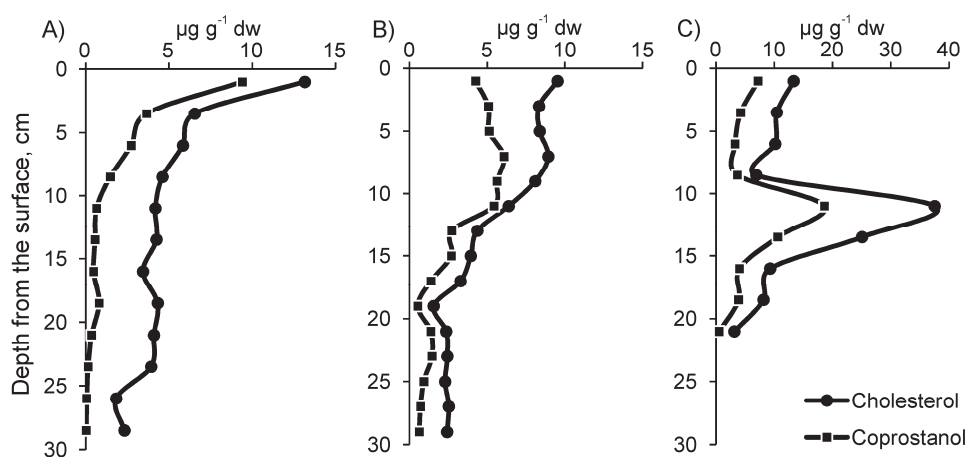 A) µg g⁻¹ dw B) µg g⁻¹ dw C) µg g⁻¹ dw
0 5 10 15 0 5 10 15 0 10 20 30 40
0 0 0
5 5 5
10 10 10
15 15 15
20 20 20
25 25 25
30 30 30
Depth from the surface, cm
Cholesterol
Coprostanol